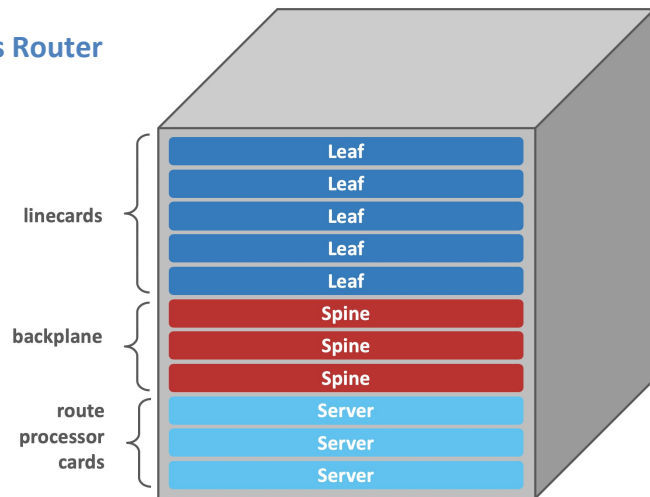 s Router
linecards
Leaf
Leaf
Leaf
Leaf
Leaf
backplane
Spine
Spine
Spine
route
processor
cards
Server
Server
Server